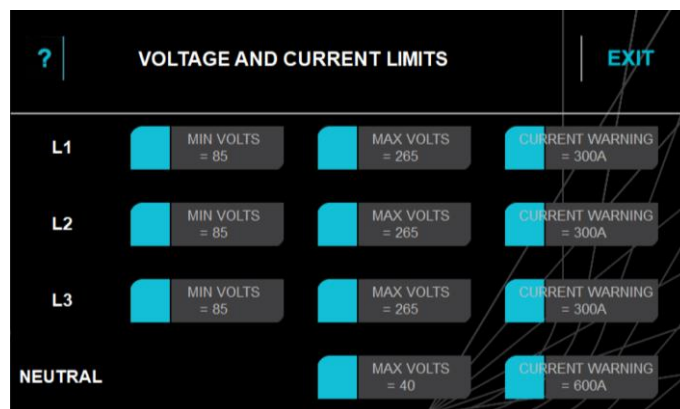 ?
VOLTAGE AND CURRENT LIMITS
EXIT
L1
MIN VOLTS
= 85
MAX VOLTS
= 265
CURRENT WARNING
= 300A
L2
MIN VOLTS
= 85
MAX VOLTS
= 265
CURRENT WARNING
= 300A
L3
MIN VOLTS
= 85
MAX VOLTS
= 265
CURRENT WARNING
= 300A
NEUTRAL
MAX VOLTS
= 40
CURRENT WARNING
= 600A